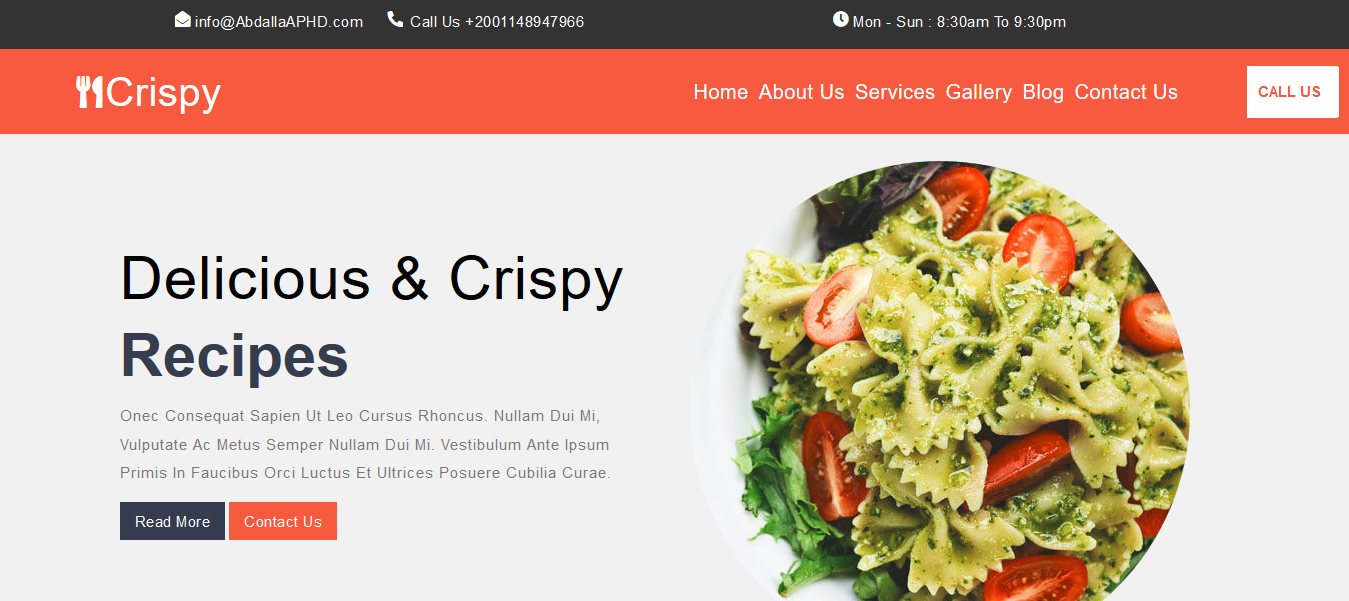 info@AbdallaAPHD.com Call Us +2001148947966 Mon - Sun : 8:30am To 9:30pm
Crispy Home About Us Services Gallery Blog Contact Us CALL US
Delicious & Crispy
Recipes
Onec Consequat Sapien Ut Leo Cursus Rhoncus. Nullam Dui Mi,
Vulputate Ac Metus Semper Nullam Dui Mi. Vestibulum Ante Ipsum
Primis In Faucibus Orci Luctus Et Ultrices Posuere Cubilia Curae.
Read More Contact Us